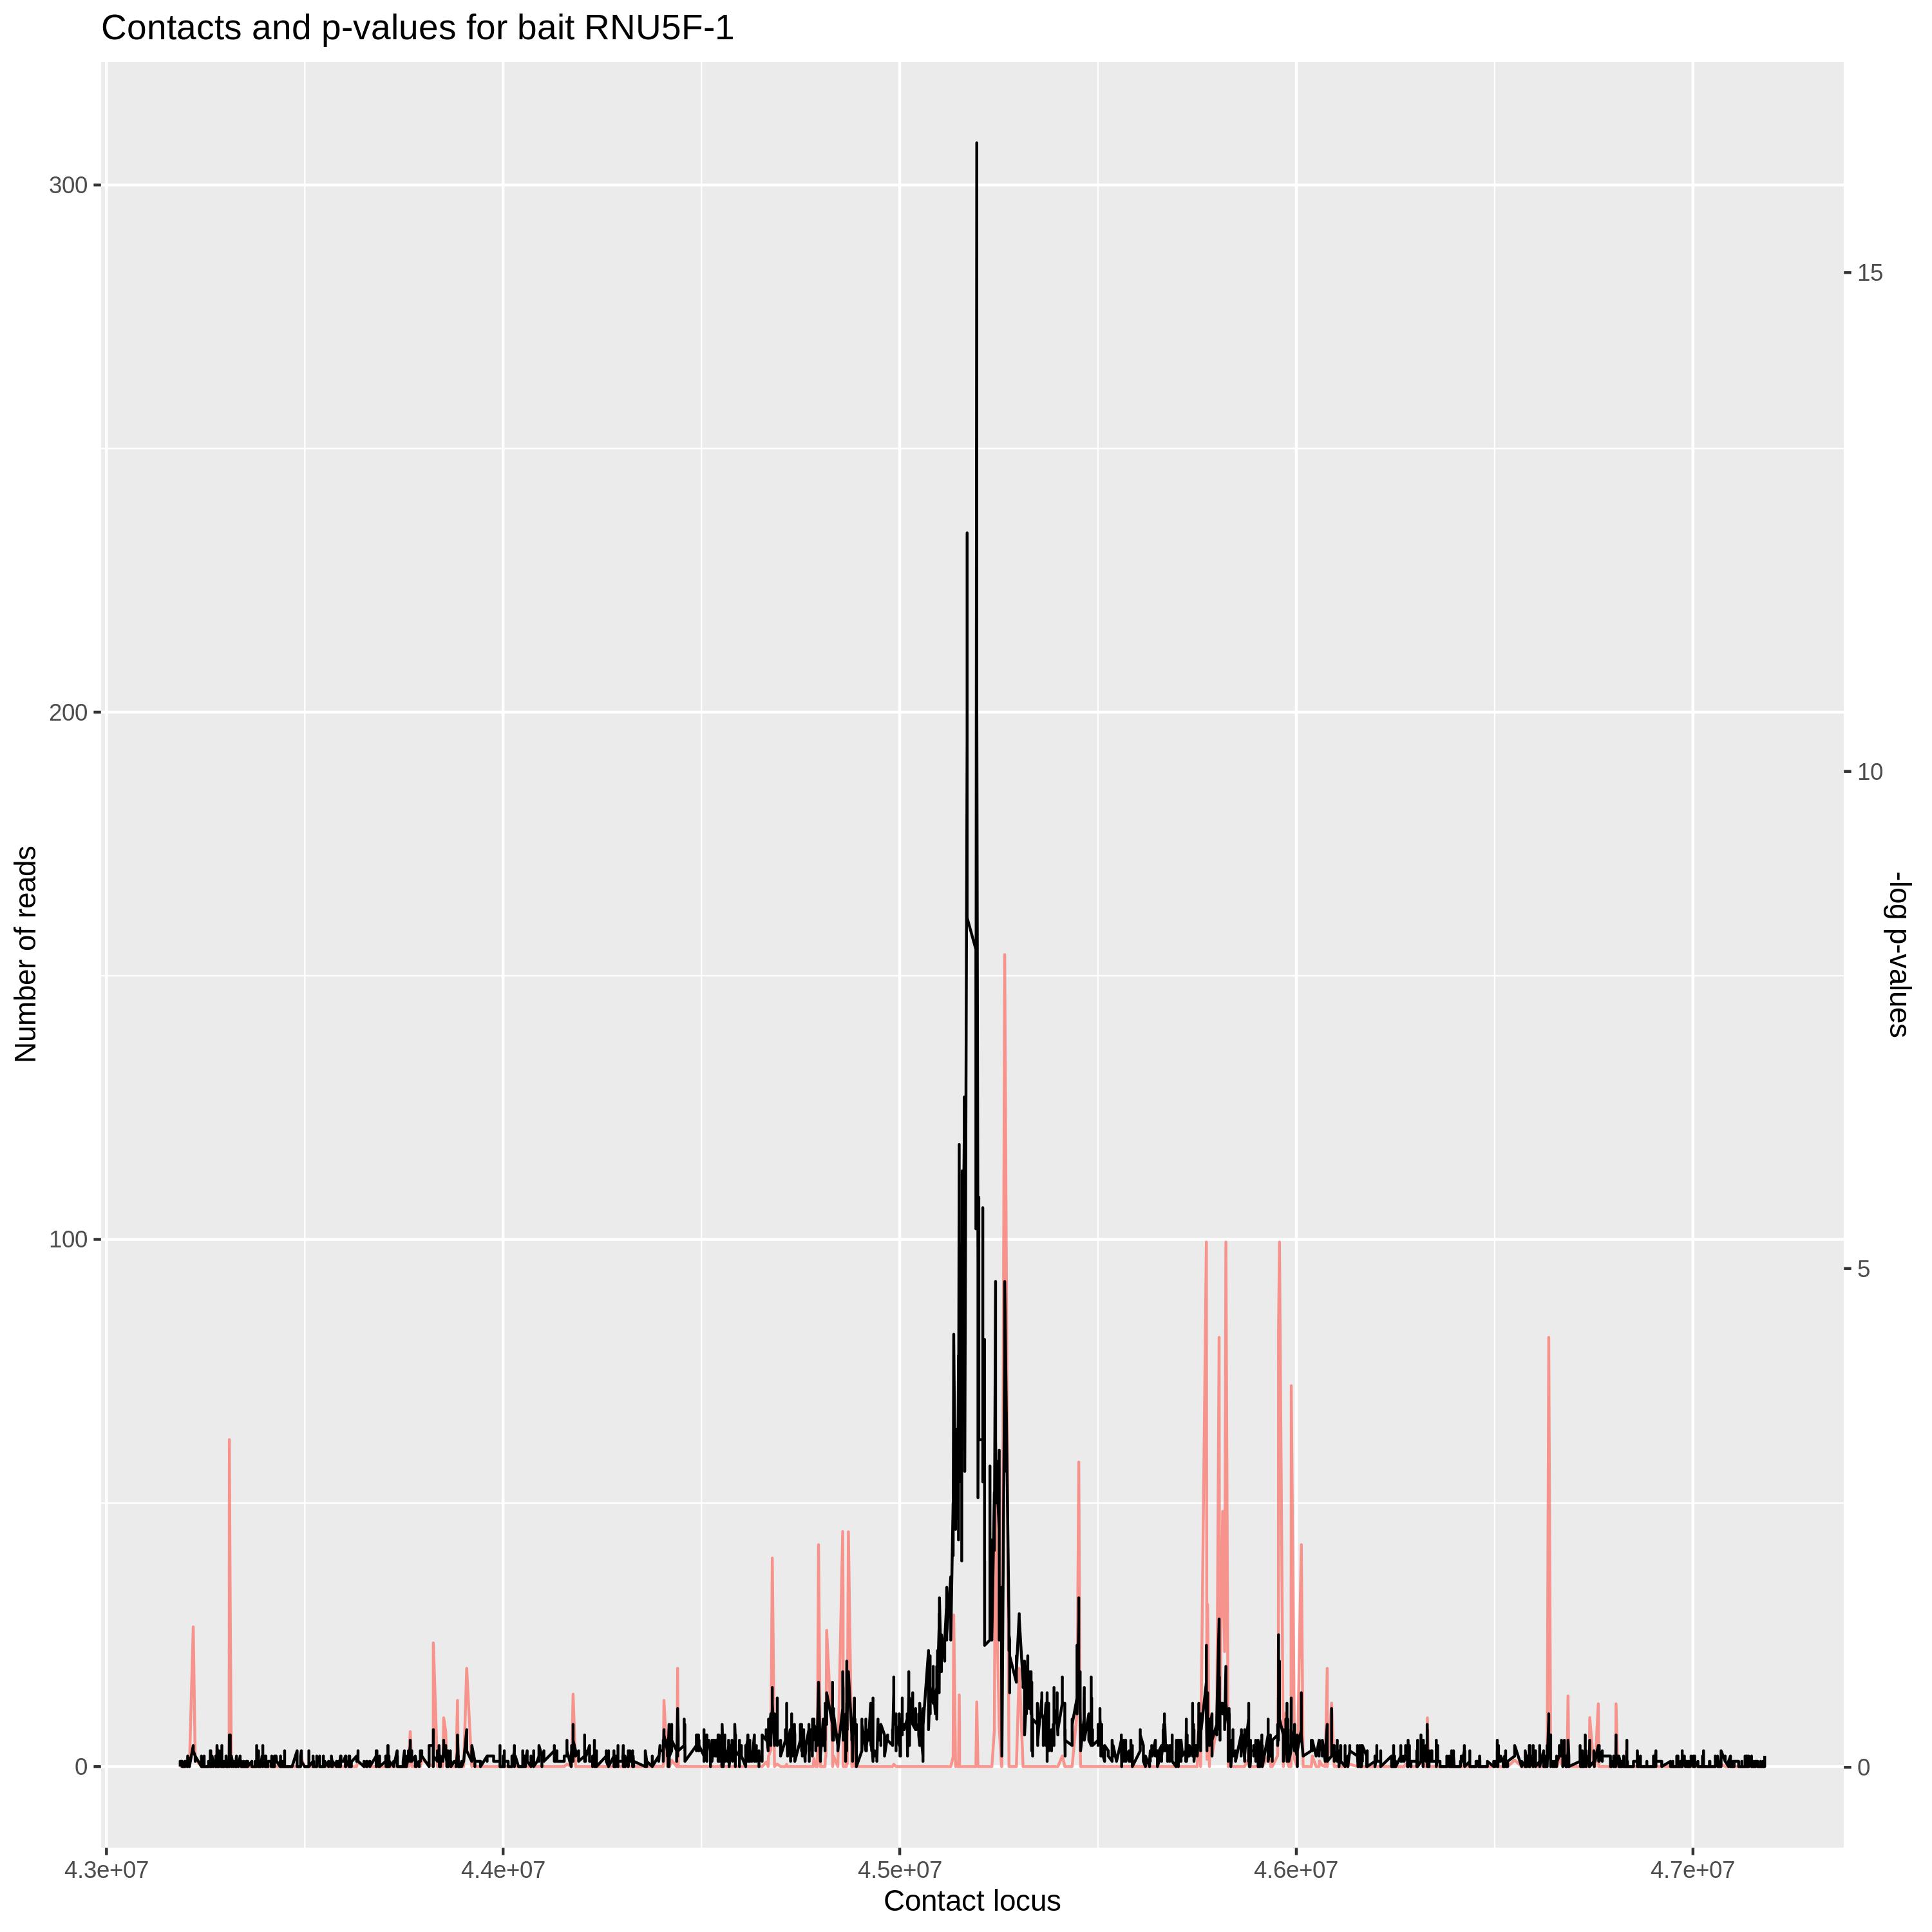 Contacts and p-values for bait RNU5F-1
300
200
100
0
Number of reads
15
10
5
0
-log p-values
4.3e+07 4.4e+07 4.5e+07 4.6e+07 4.7e+07
Contact locus